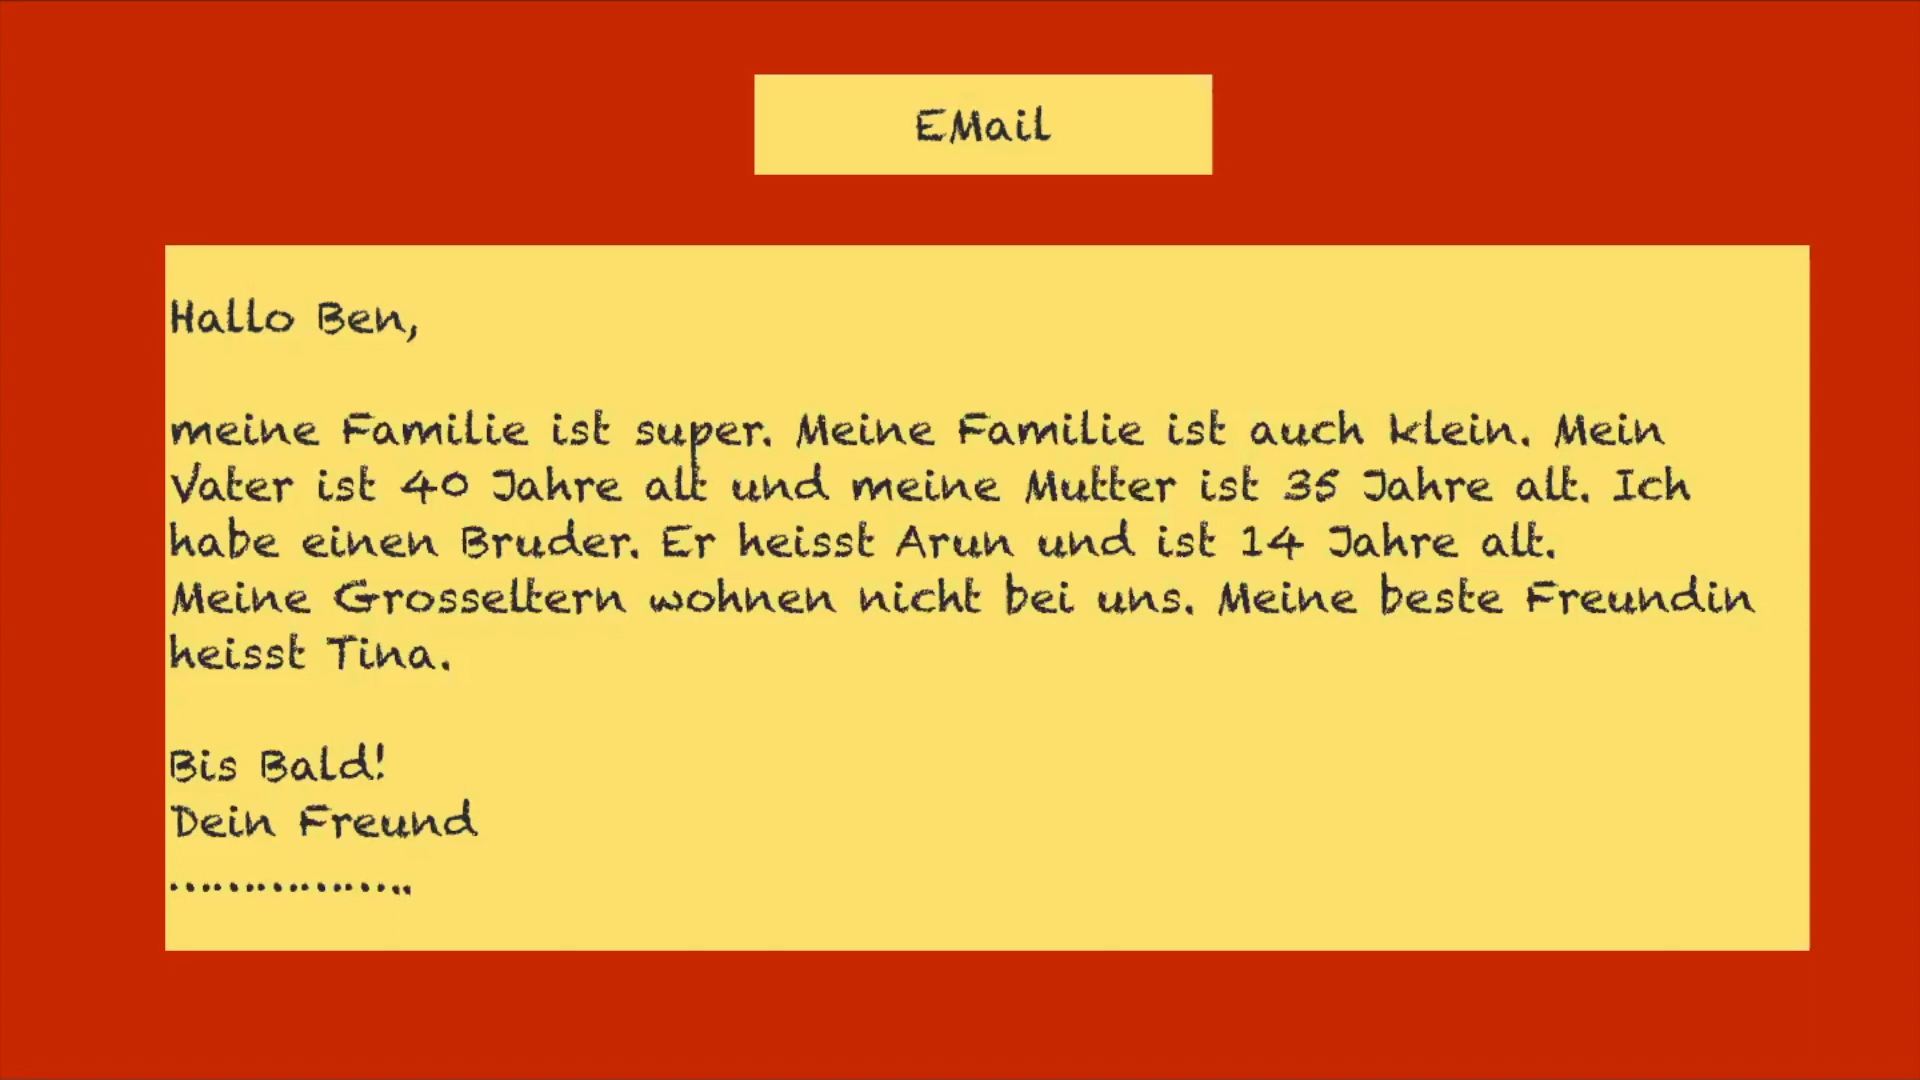 EMail
Hallo Ben,
meine Familie ist super. Meine Familie ist auch klein. Mein
Vater ist 40 Jahre alt und meine Mutter ist 35 Jahre alt. Ich
habe einen Bruder. Er heisst Arun und ist 14 Jahre alt.
Meine Grosseltern wohnen nicht bei uns. Meine beste Freundin
heisst Tina.
Bis Bald!
Dein Freund
……………..